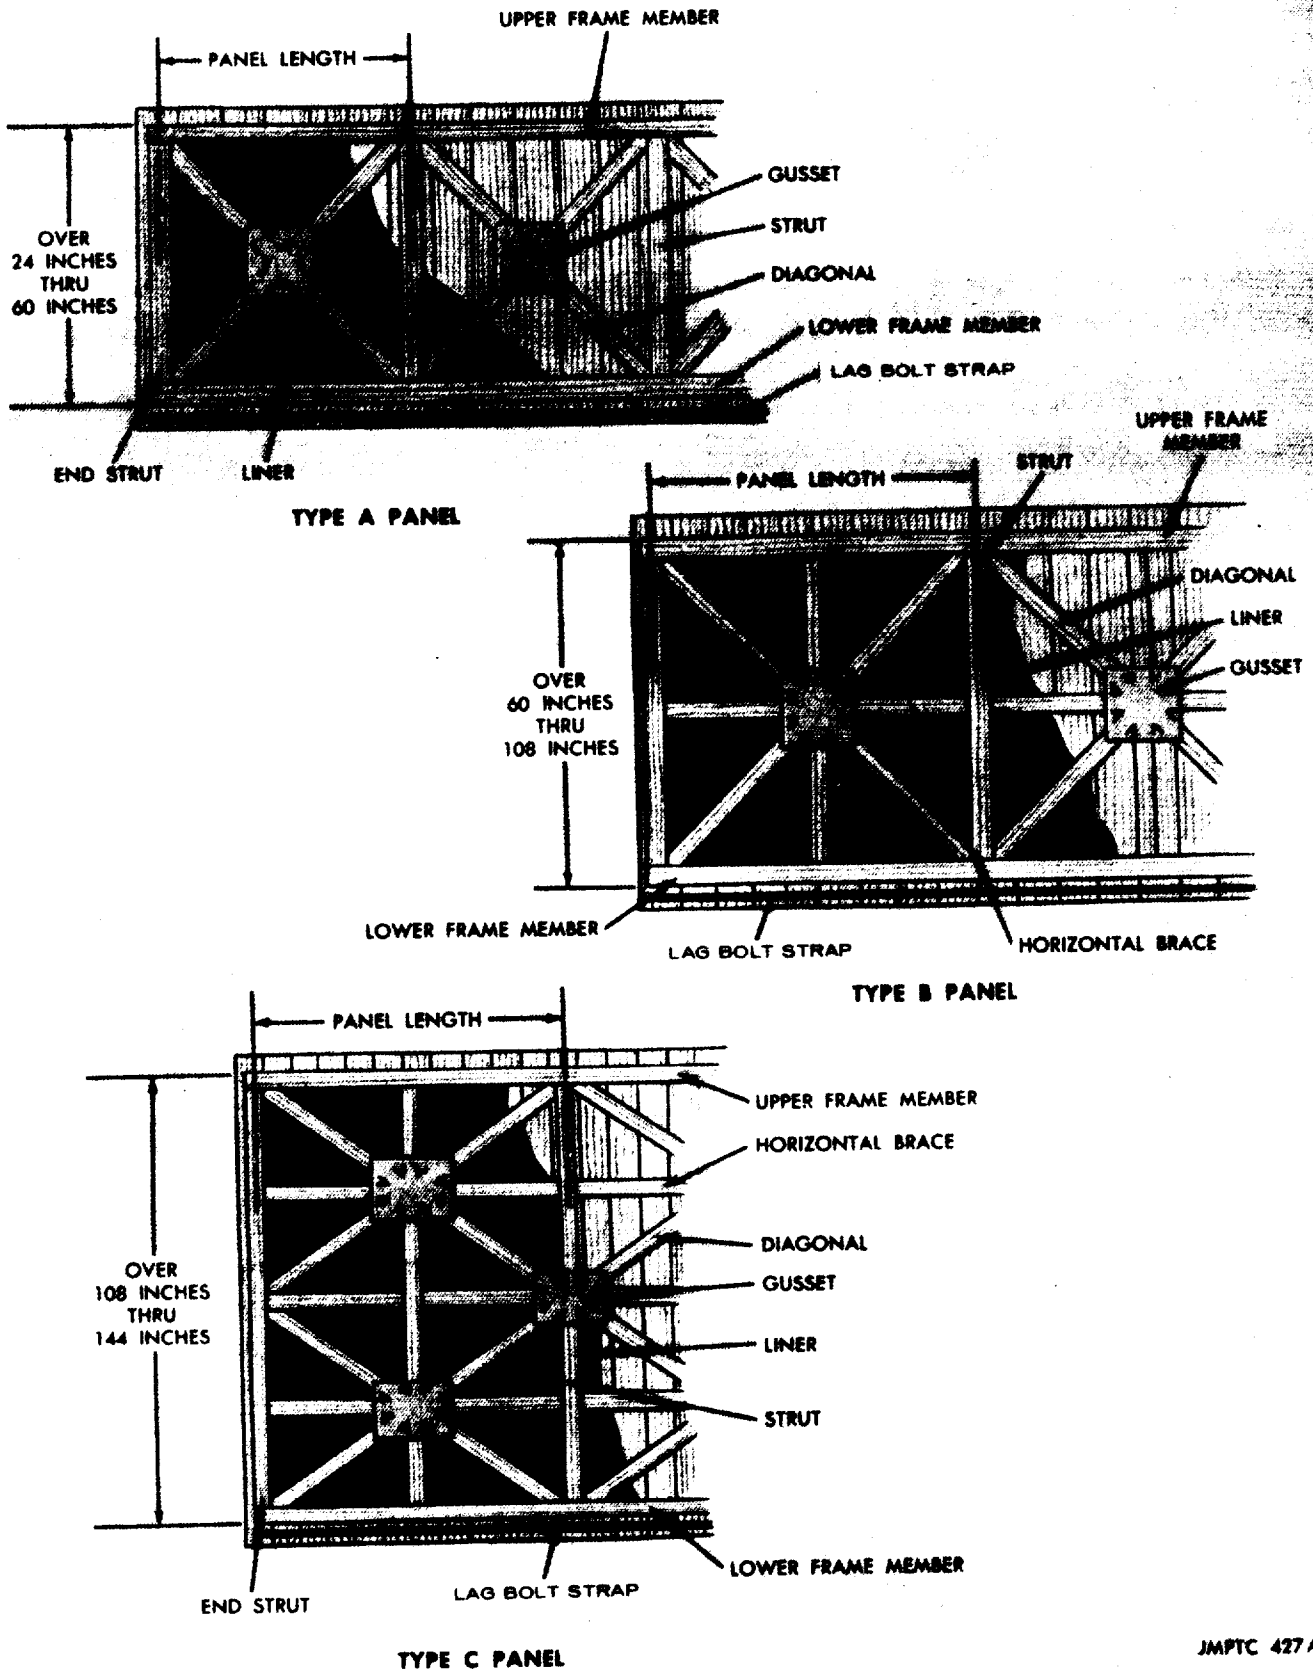 UPPER FRAME MEMBER
PANEL LENGTH
GUSSET
STRUT
DIAGONAL
LOWER FRAME MEMBER
LAG BOLT STRAP
OVER
24 INCHES
THRU
60 INCHES
END STRUT
LINER
TYPE A PANEL
UPPER FRAME
MEMBER
STRUT
PANEL LENGTH
DIAGONAL
LINER
GUSSET
OVER
60 INCHES
THRU
108 INCHES
LOWER FRAME MEMBER
LAG BOLT STRAP
HORIZONTAL BRACE
TYPE B PANEL
PANEL LENGTH
UPPER FRAME MEMBER
HORIZONTAL BRACE
DIAGONAL
GUSSET
LINER
STRUT
OVER
108 INCHES
THRU
144 INCHES
LOWER FRAME MEMBER
LAG BOLT STRAP
END STRUT
TYPE C PANEL
JMPTC 427A